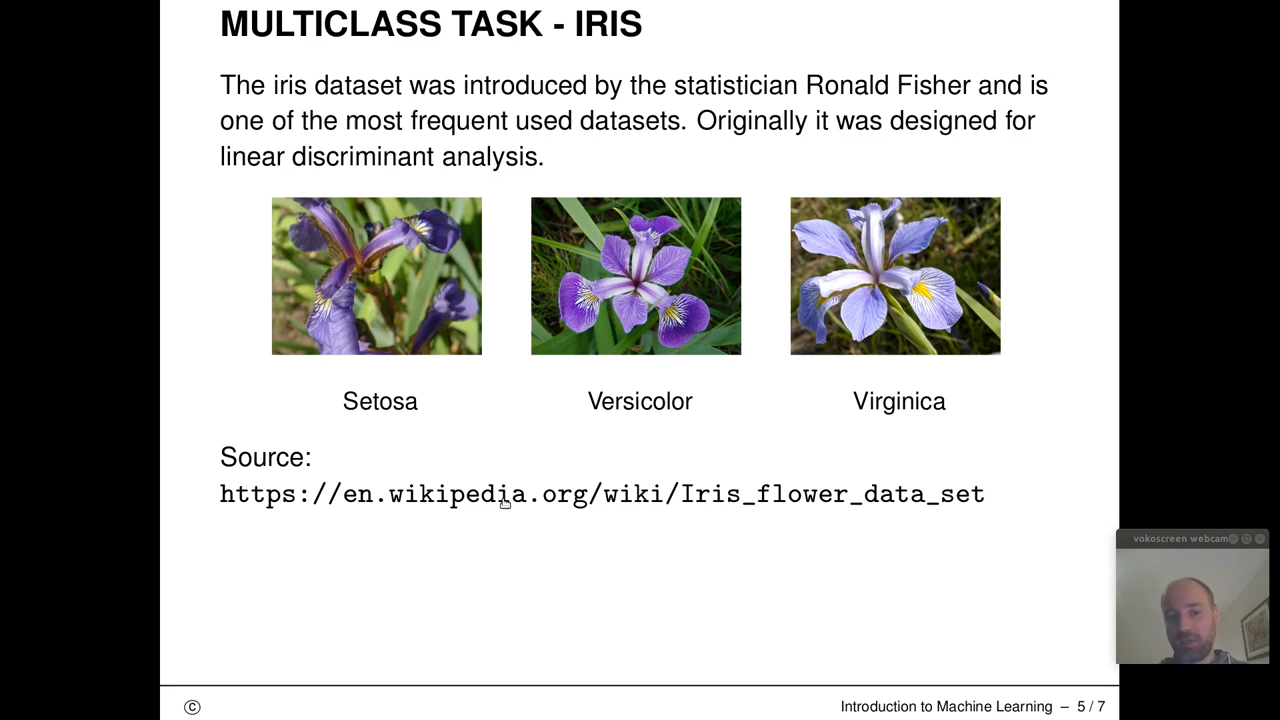 MULTICLASS TASK - IRIS
The iris dataset was introduced by the statistician Ronald Fisher and is
one of the most frequent used datasets. Originally it was designed for
linear discriminant analysis.
Setosa
Versicolor
Virginica
Source:
https://en.wikipedia.org/wiki/Iris_flower_data_set
vokoscreen webcam
©
Introduction to Machine Learning – 5 / 7